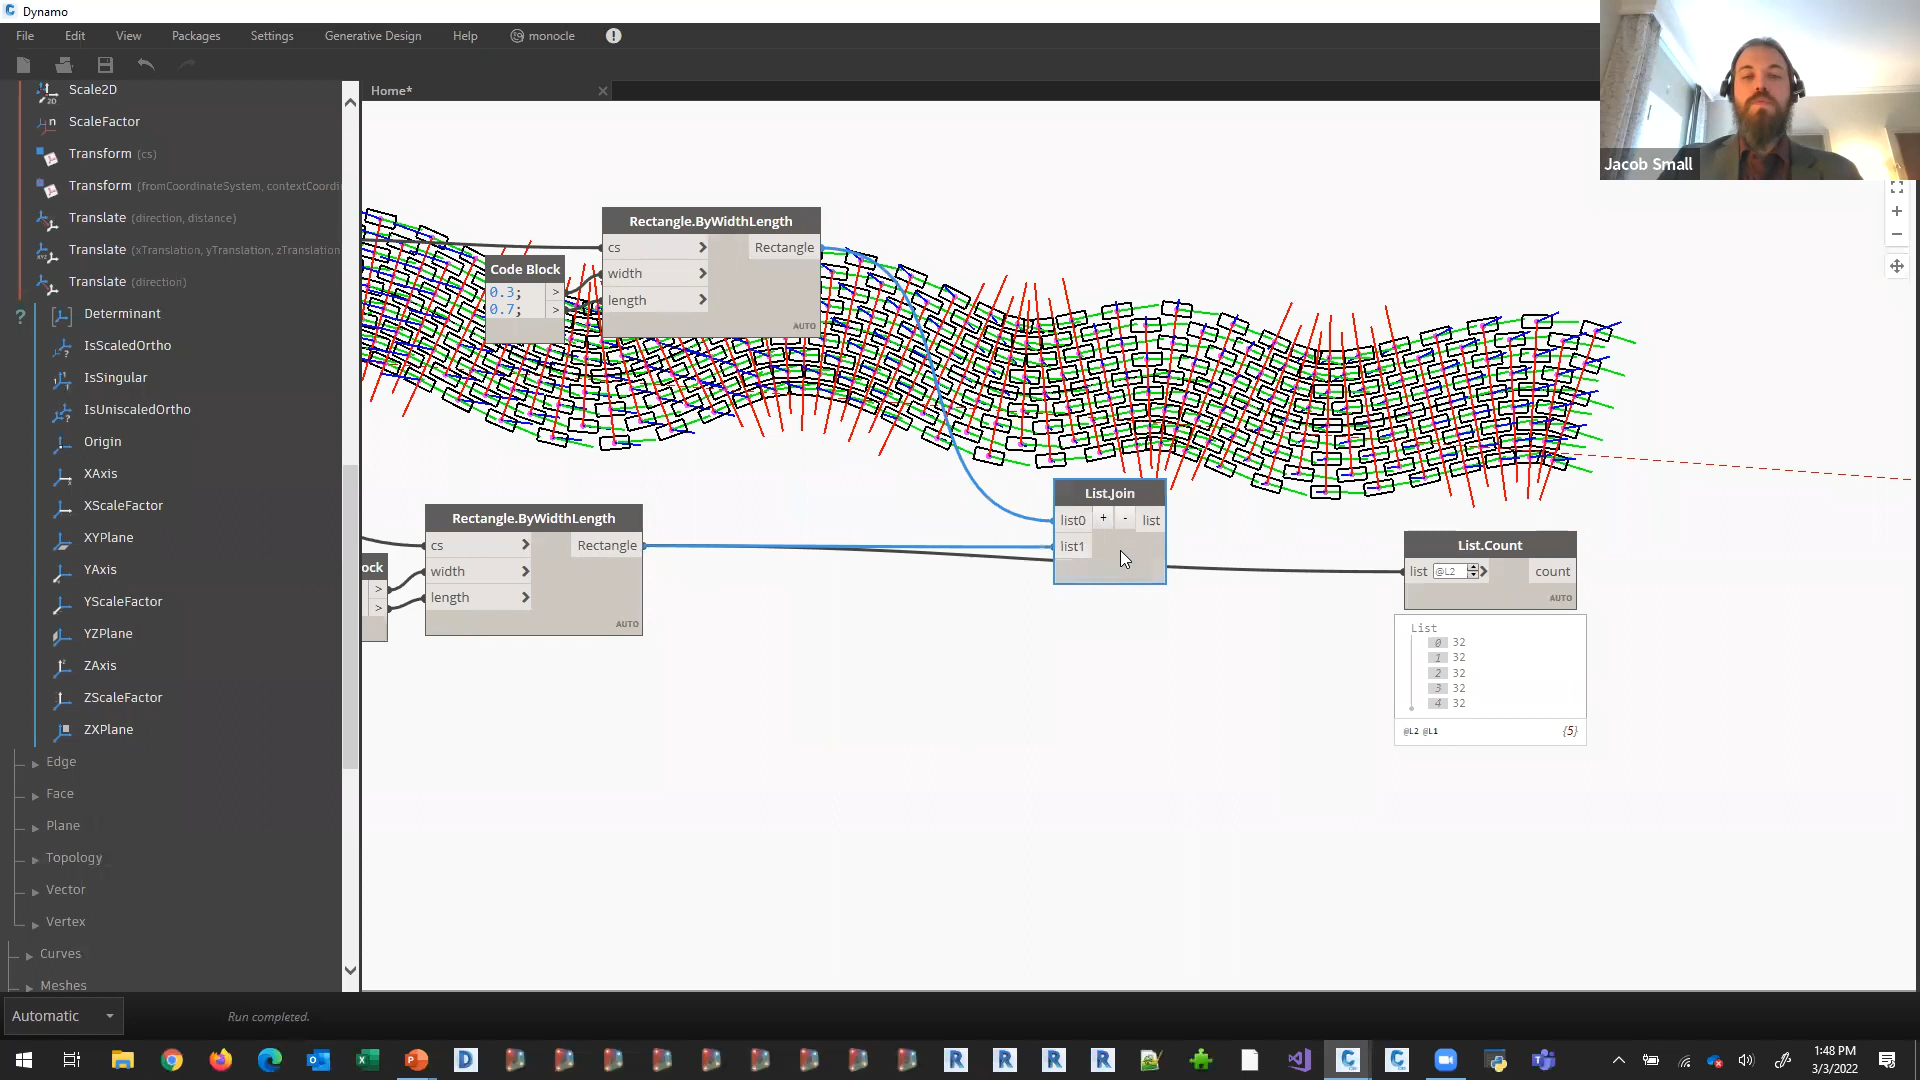 Dynamo
File Edit View Packages Settings Generative Design Help monocle
Home*
Scale2D
ScaleFactor
Transform (cs)
Transform (fromCoordinateSystem, contextCoordi
Translate (direction, distance)
Translate (xTranslation, yTranslation, zTranslation
Translate (direction)
Determinant
IsScaledOrtho
IsSingular
IsUniscaledOrtho
Origin
XAxis
XScaleFactor
XYPlane
YAxis
YScaleFactor
YZPlane
ZAxis
ZScaleFactor
ZXPlane
Edge
Face
Plane
Topology
Vector
Vertex
Curves
Meshes
Automatic
Run completed.
Rectangle.ByWidthLength
cs > Rectangle
width >
length >
AUTO
Code Block
0.3; >
0.7; >
Rectangle.ByWidthLength
cs > Rectangle
width >
length >
AUTO
ock
>
>
List.Join
list0 + - list
list1
List.Count
list @L2 > count
AUTO
List
0 32
1 32
2 32
3 32
4 32
@L2 @L1 {5}
Jacob Small
1:48 PM
3/3/2022